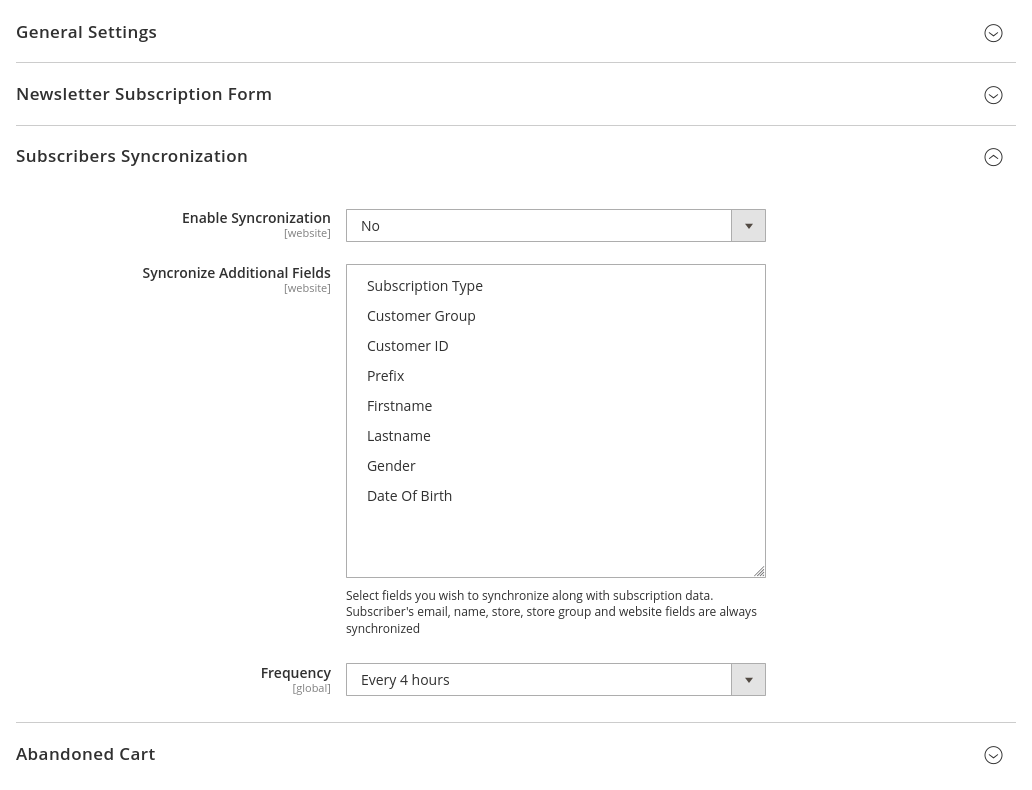 General Settings
Newsletter Subscription Form
Subscribers Syncronization
Enable Syncronization
[website]
No
Syncronize Additional Fields
[website]
Subscription Type
Customer Group
Customer ID
Prefix
Firstname
Lastname
Gender
Date Of Birth
Select fields you wish to synchronize along with subscription data.
Subscriber's email, name, store, store group and website fields are always
synchronized
Frequency
[global]
Every 4 hours
Abandoned Cart